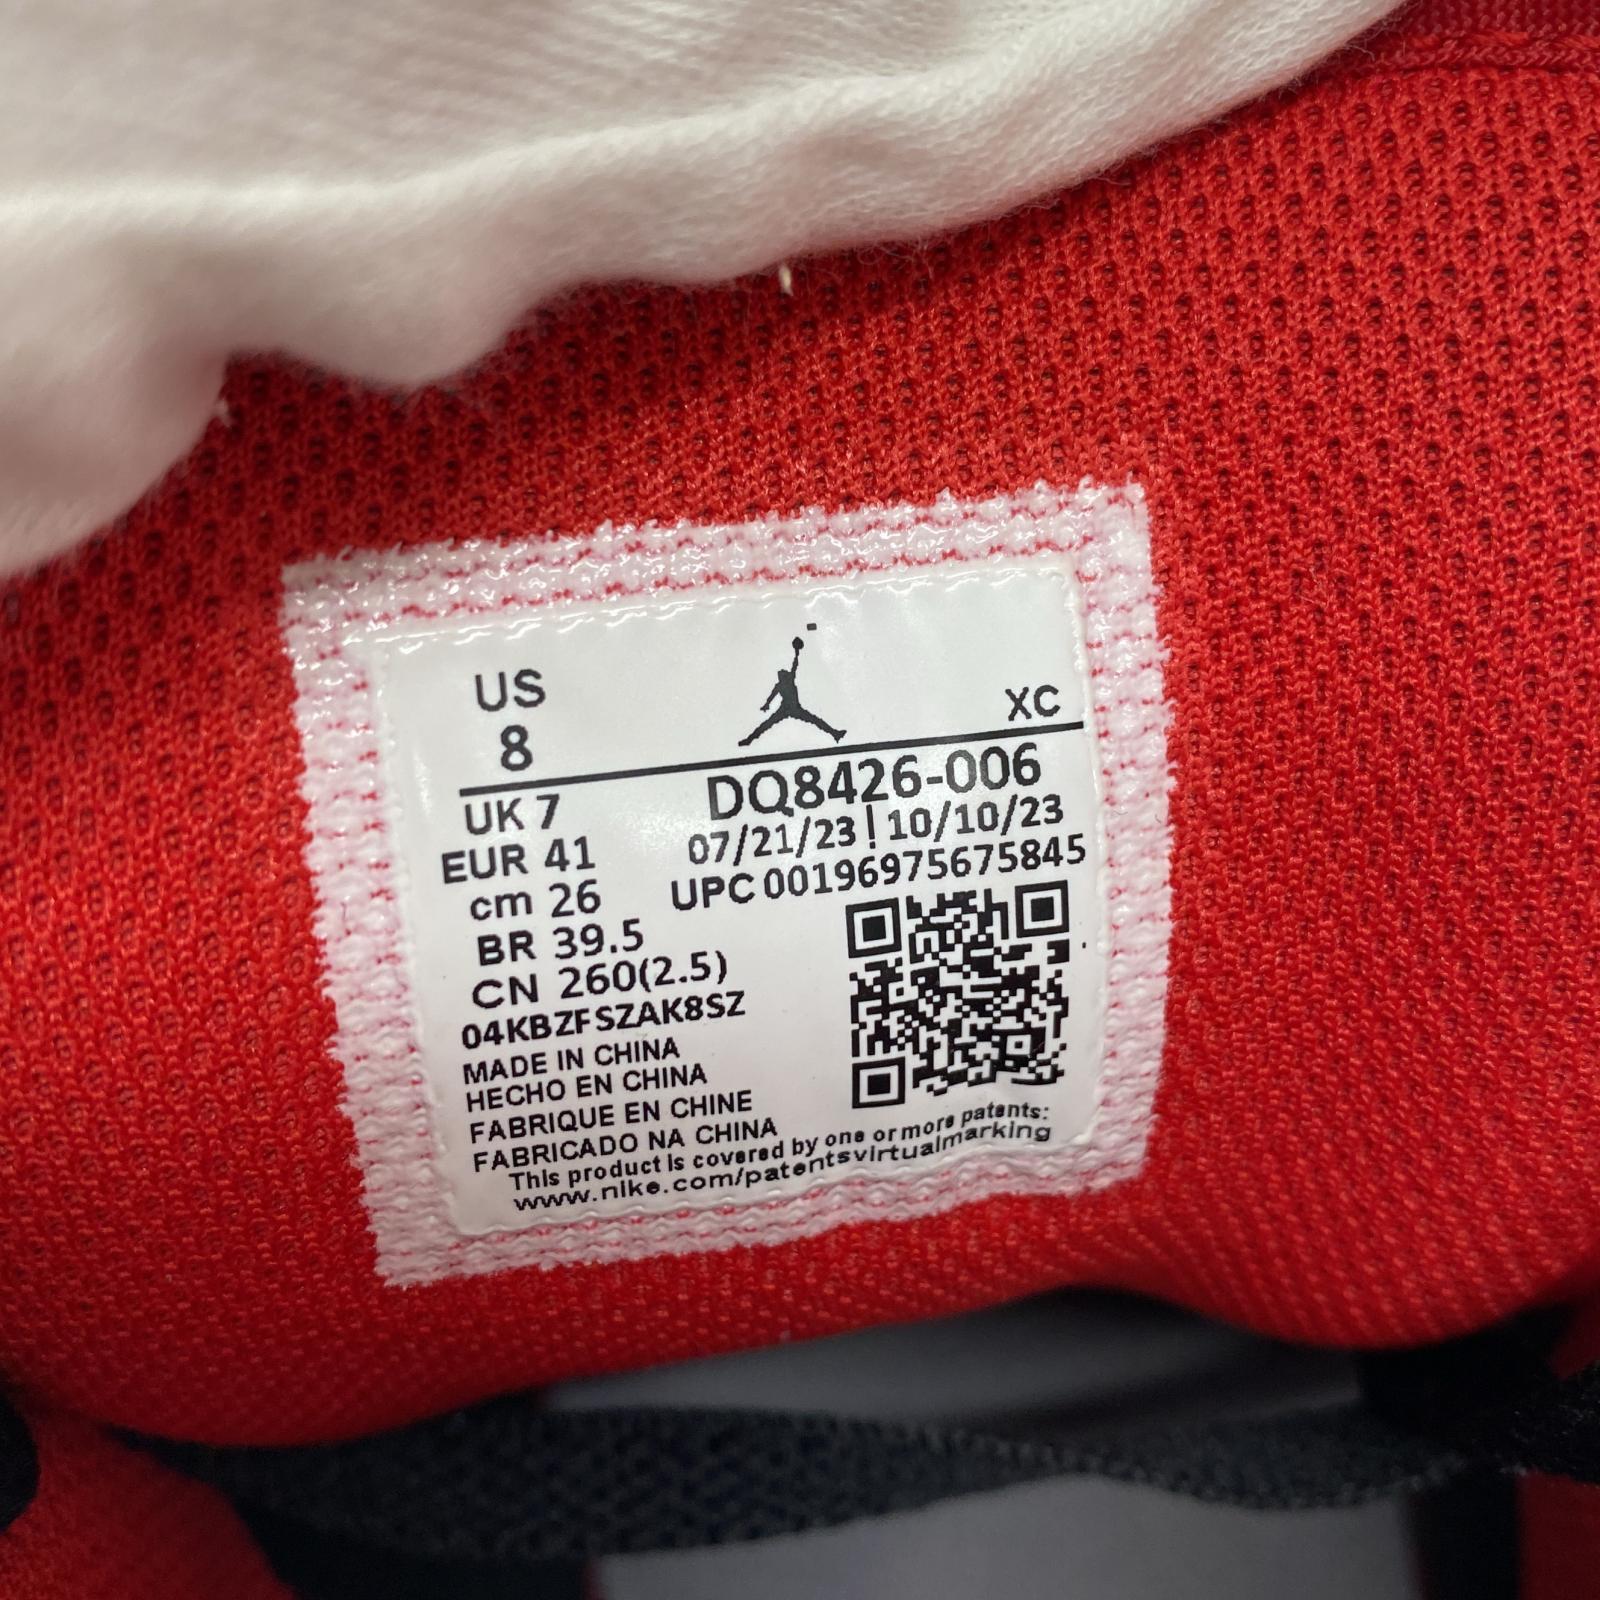 US
8
XC
UK 7
DQ8426-006
EUR 41
07/21/23 | 10/10/23
cm 26
UPC 00196975675845
BR 39.5
CN 260(2.5)
04KBZFSZAK8SZ
MADE IN CHINA
HECHO EN CHINA
FABRIQUE EN CHINE
FABRICADO NA CHINA
This product is covered by one or more patents:
www.nike.com/patentsvirtualmarking